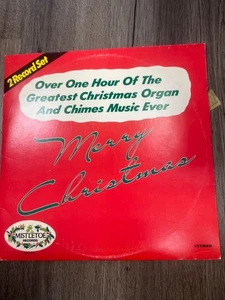 2 Record Set
Over One Hour Of The
Greatest Christmas Organ
And Chimes Music Ever
Merry
Christmas
MISTLETOE
RECORDS
STEREO